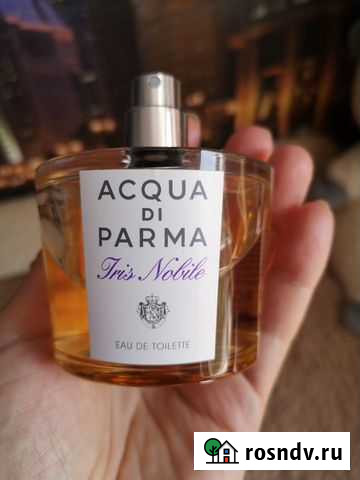 ACQUA
DI
PARMA
Iris Nobile
EAU DE TOILETTE
rosndv.ru